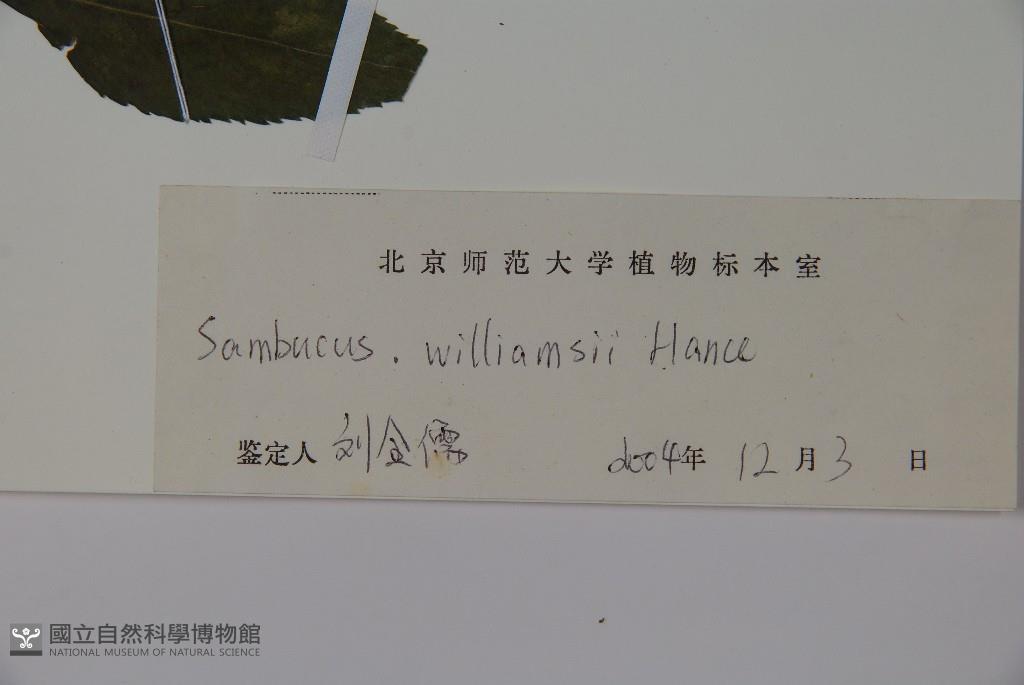 北京师范大学植物标本室
Sambucus. williamsii Hance
鉴定人 刘全儒 2004年 12月3日
國立自然科學博物館
NATIONAL MUSEUM OF NATURAL SCIENCE